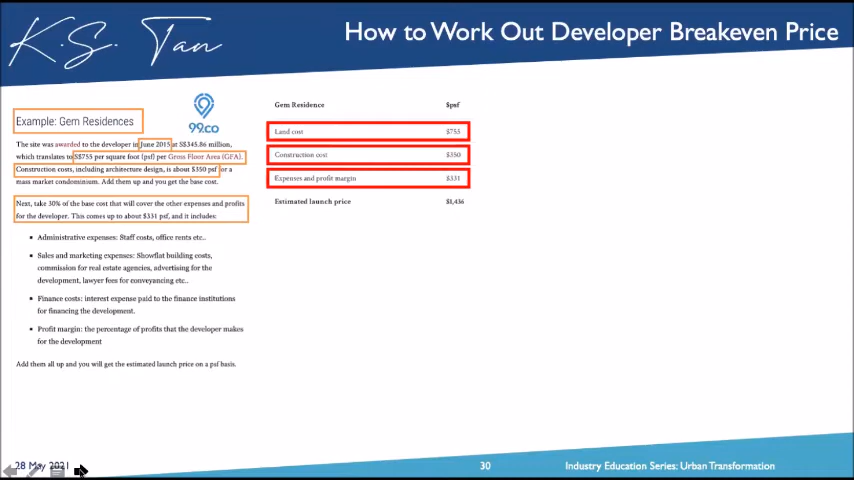 K.S. Tan
How to Work Out Developer Breakeven Price
Example: Gem Residences
99.co
The site was awarded to the developer in June 2015 at S$345.86 million,
which translates to S$755 per square foot (psf) per Gross Floor Area (GFA).
Construction costs, including architecture design, is about $350 psf for a
mass market condominium. Add them up and you get the base cost.
Next, take 30% of the base cost that will cover the other expenses and profits
for the developer. This comes up to about $331 psf, and it includes:
Administrative expenses: Staff costs, office rents etc..
Sales and marketing expenses: Showflat building costs,
commission for real estate agencies, advertising for the
development, lawyer fees for conveyancing etc..
Finance costs: interest expense paid to the finance institutions
for financing the development.
Profit margin: the percentage of profits that the developer makes
for the development
Add them all up and you will get the estimated launch price on a psf basis.
Gem Residence $psf
Land cost $755
Construction cost $350
Expenses and profit margin $331
Estimated launch price $1,436
28 May 2021
30
Industry Education Series: Urban Transformation